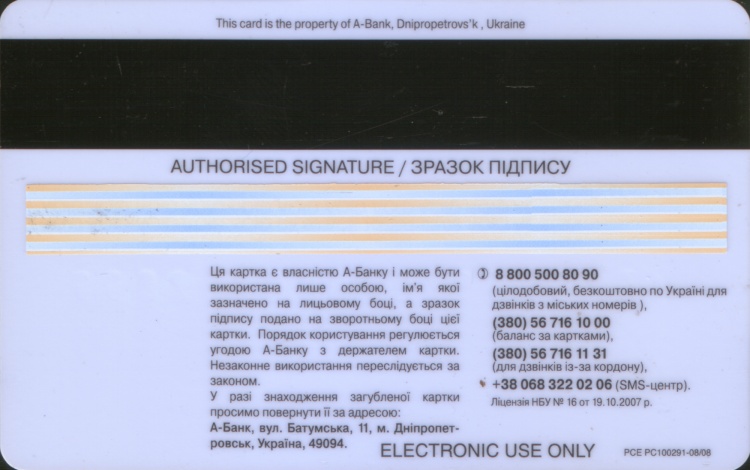 This card is the property of A-Bank, Dnipropetrovs'k , Ukraine
AUTHORISED SIGNATURE / ЗРАЗОК ПІДПИСУ
Ця картка є власністю А-Банку і може бути
використана лише особою, ім'я якої
зазначено на лицьовому боці, а зразок
підпису подано на зворотньому боці цієї
картки. Порядок користування регулюється
угодою А-Банку з держателем картки.
Незаконне використання переслідується за
законом.
У разі знаходження загубленої картки
просимо повернути її за адресою:
А-Банк, вул. Батумська, 11, м. Дніпропет-
ровськ, Україна, 49094.
8 800 500 80 90
(цілодобовий, безкоштовно по Україні для
дзвінків з міських номерів ),
(380) 56 716 10 00
(баланс за картками),
(380) 56 716 11 31
(для дзвінків із-за кордону),
+38 068 322 02 06 (SMS-центр).
Ліцензія НБУ № 16 от 19.10.2007 р.
ELECTRONIC USE ONLY
PCE PC100291-08/08